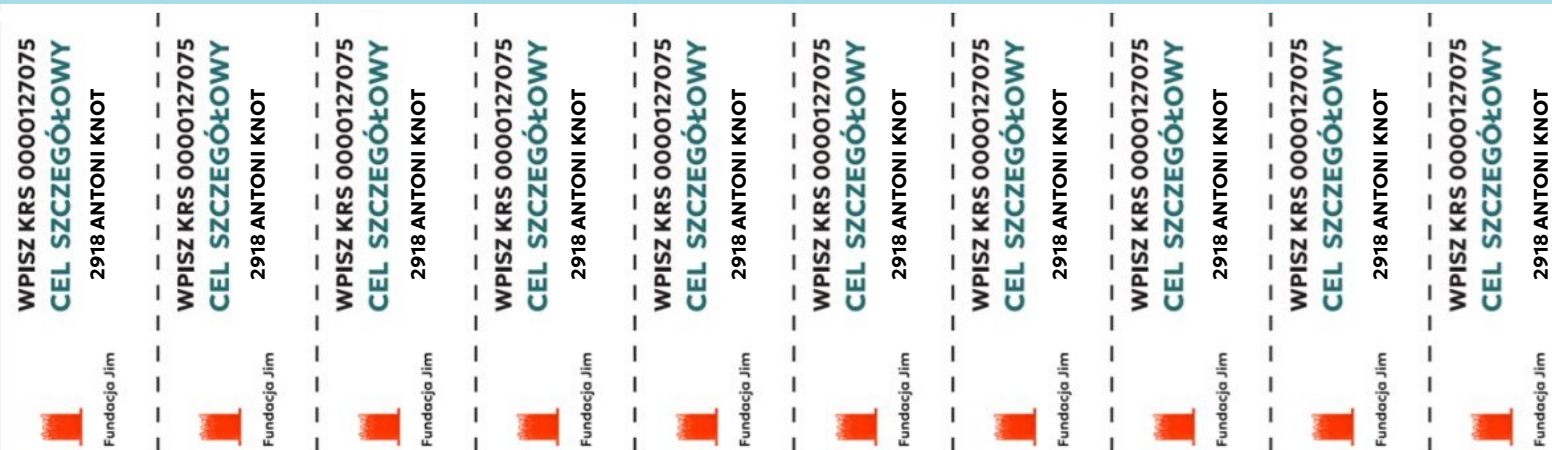 WPISZ KRS 0000127075
CEL SZCZEGÓŁOWY
2918 ANTONI KNOT
Fundacja Jim
WPISZ KRS 0000127075
CEL SZCZEGÓŁOWY
2918 ANTONI KNOT
Fundacja Jim
WPISZ KRS 0000127075
CEL SZCZEGÓŁOWY
2918 ANTONI KNOT
Fundacja Jim
WPISZ KRS 0000127075
CEL SZCZEGÓŁOWY
2918 ANTONI KNOT
Fundacja Jim
WPISZ KRS 0000127075
CEL SZCZEGÓŁOWY
2918 ANTONI KNOT
Fundacja Jim
WPISZ KRS 0000127075
CEL SZCZEGÓŁOWY
2918 ANTONI KNOT
Fundacja Jim
WPISZ KRS 0000127075
CEL SZCZEGÓŁOWY
2918 ANTONI KNOT
Fundacja Jim
WPISZ KRS 0000127075
CEL SZCZEGÓŁOWY
2918 ANTONI KNOT
Fundacja Jim
WPISZ KRS 0000127075
CEL SZCZEGÓŁOWY
2918 ANTONI KNOT
Fundacja Jim
WPISZ KRS 0000127075
CEL SZCZEGÓŁOWY
2918 ANTONI KNOT
Fundacja Jim